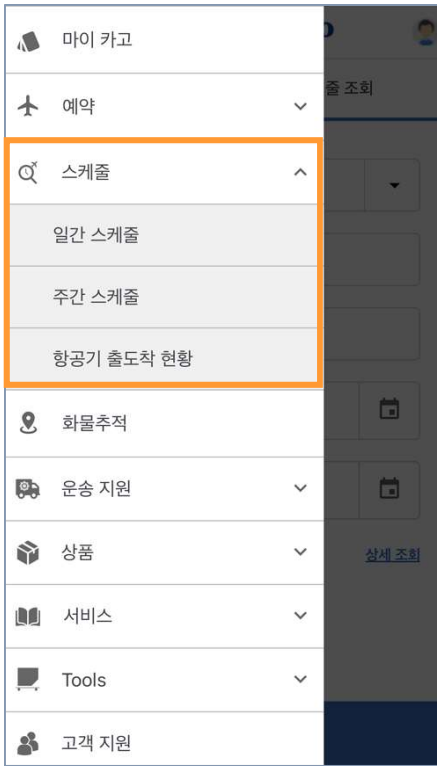 마이 카고
예약
줄 조회
스케줄
일간 스케줄
주간 스케줄
항공기 출도착 현황
화물추적
운송 지원
상품
상세 조회
서비스
Tools
고객 지원